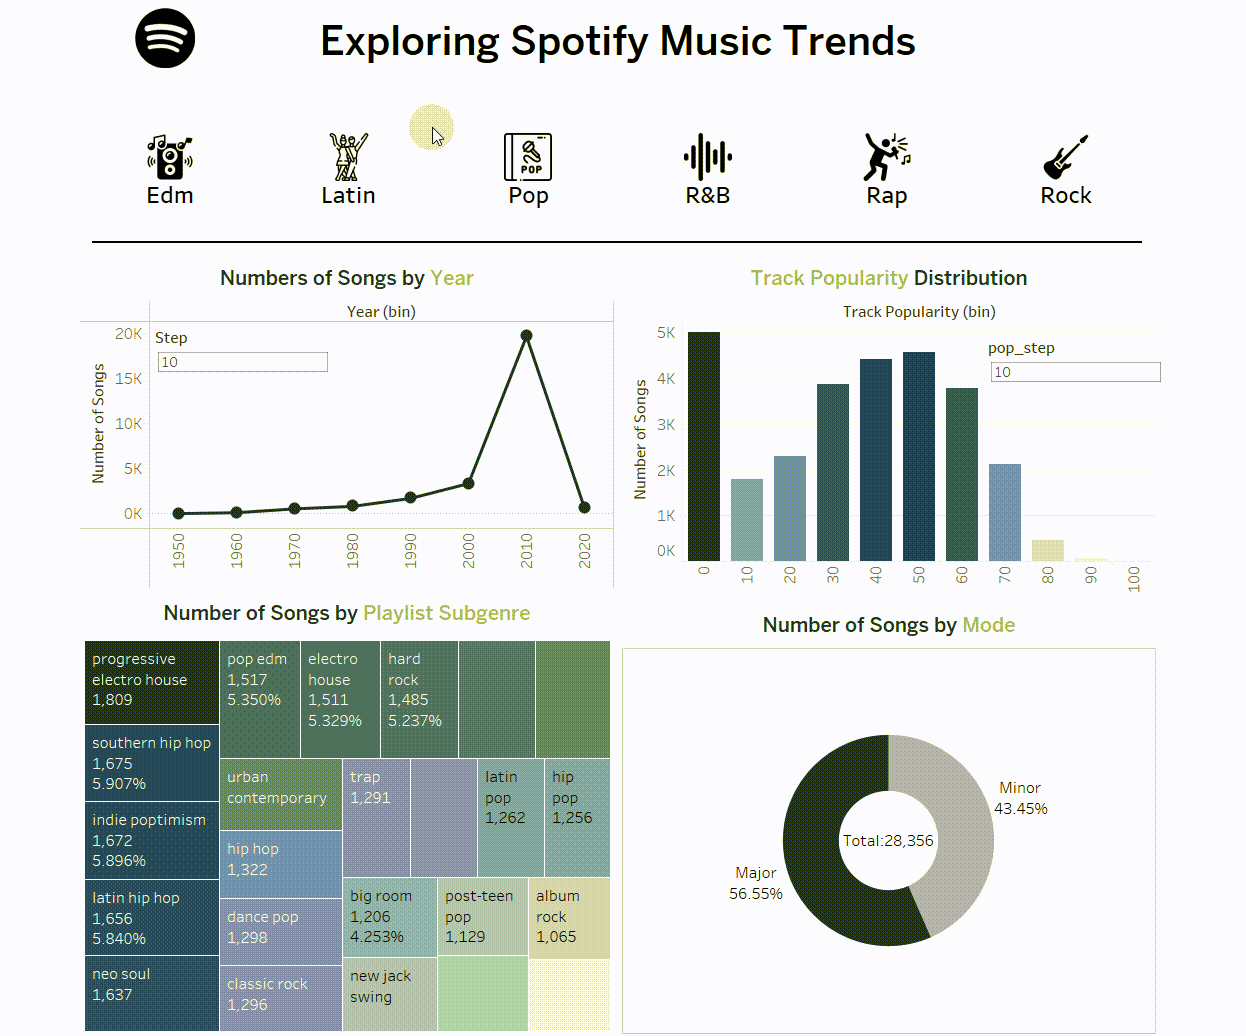 Exploring Spotify Music Trends
Edm
Latin
POP
Pop
R&B
Rap
Rock
Numbers of Songs by Year
Year (bin)
Step
10
Number of Songs
20K
15K
10K
5K
0K
1950
1960
1970
1980
1990
2000
2010
2020
Track Popularity Distribution
Track Popularity (bin)
pop_step
10
Number of Songs
5K
4K
3K
2K
1K
0K
0
10
20
30
40
50
60
70
80
90
100
Number of Songs by Playlist Subgenre
progressive
electro house
1,809
southern hip hop
1,675
5.907%
indie poptimism
1,672
5.896%
latin hip hop
1,656
5.840%
neo soul
1,637
pop edm
1,517
5.350%
electro
house
1,511
5.329%
hard
rock
1,485
5.237%
urban
contemporary
hip hop
1,322
dance pop
1,298
classic rock
1,296
trap
1,291
latin
pop
1,262
hip
pop
1,256
big room
1,206
4.253%
post-teen
pop
1,129
album
rock
1,065
new jack
swing
Number of Songs by Mode
Minor
43.45%
Total:28,356
Major
56.55%